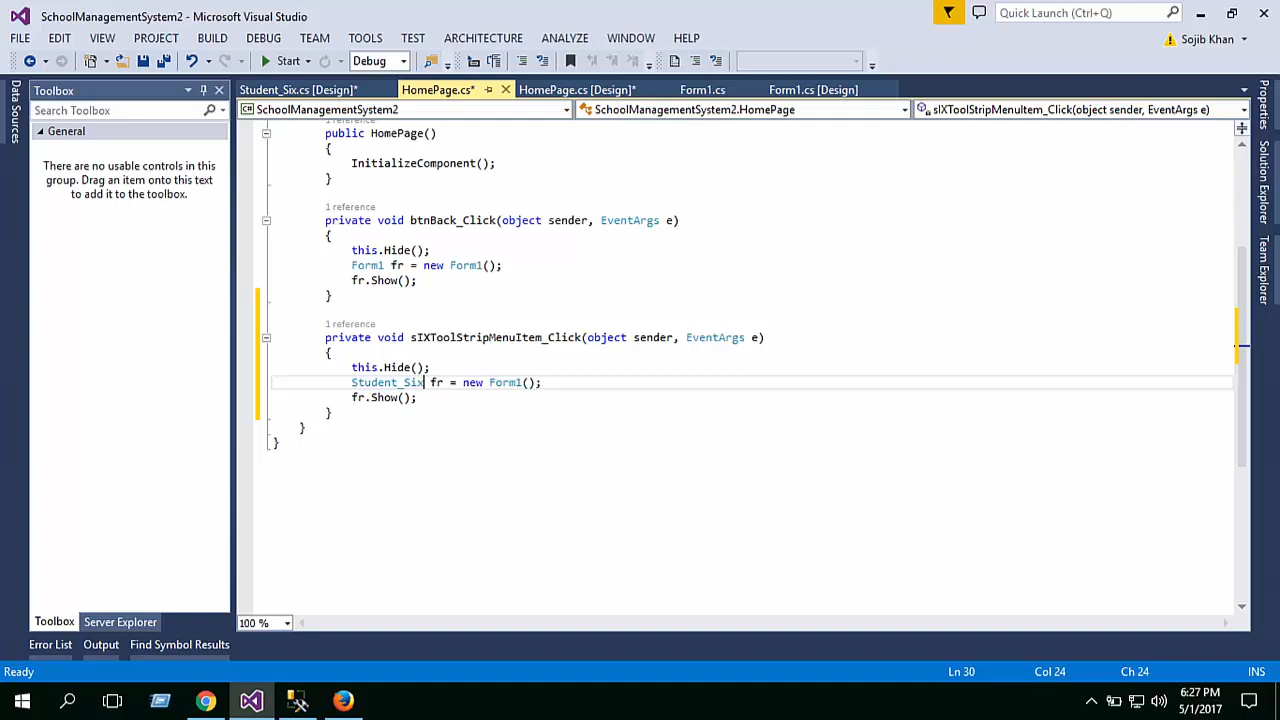 SchoolManagementSystem2 - Microsoft Visual Studio
Quick Launch (Ctrl+Q)
FILE EDIT VIEW PROJECT BUILD DEBUG TEAM TOOLS TEST ARCHITECTURE ANALYZE WINDOW HELP
Sojib Khan
Start
Debug
Data Sources
Toolbox
Search Toolbox
General
There are no usable controls in this
group. Drag an item onto this text
to add it to the toolbox.
Student_Six.cs [Design]* HomePage.cs* HomePage.cs [Design]* Form1.cs Form1.cs [Design]
SchoolManagementSystem2 SchoolManagementSystem2.HomePage sIXToolStripMenuItem_Click(object sender, EventArgs e)
1 reference
public HomePage()
{
InitializeComponent();
}
1 reference
private void btnBack_Click(object sender, EventArgs e)
{
this.Hide();
Form1 fr = new Form1();
fr.Show();
}
1 reference
private void sIXToolStripMenuItem_Click(object sender, EventArgs e)
{
this.Hide();
Student_Six fr = new Form1();
fr.Show();
}
}
}
100 %
Properties
Solution Explorer
Team Explorer
Toolbox Server Explorer
Error List Output Find Symbol Results
Ready Ln 30 Col 24 Ch 24 INS
6:27 PM
5/1/2017